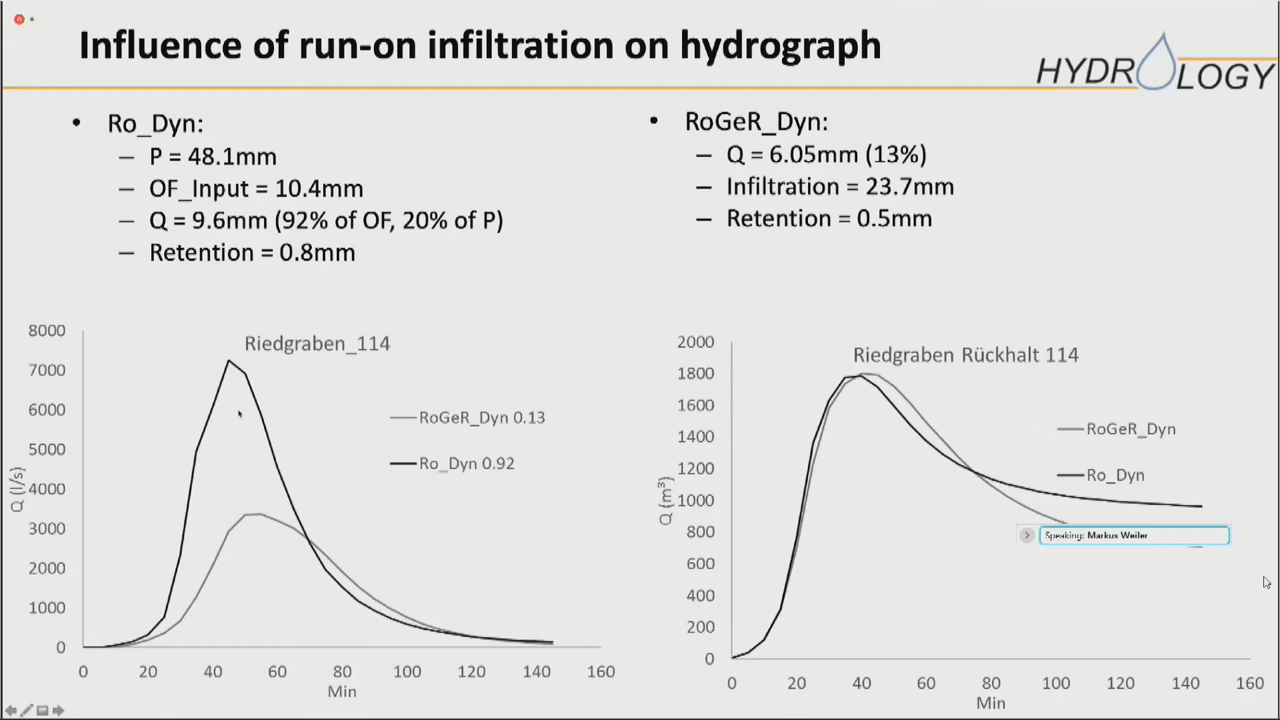 Influence of run-on infiltration on hydrograph
HYDROLOGY
• Ro_Dyn:
– P = 48.1mm
– OF_Input = 10.4mm
– Q = 9.6mm (92% of OF, 20% of P)
– Retention = 0.8mm
• RoGeR_Dyn:
– Q = 6.05mm (13%)
– Infiltration = 23.7mm
– Retention = 0.5mm
Riedgraben_114
8000
7000
6000
5000
4000
3000
2000
1000
0
Q (l/s)
RoGeR_Dyn 0.13
Ro_Dyn 0.92
0 20 40 60 80 100 120 140 160
Min
Riedgraben Rückhalt 114
2000
1800
1600
1400
1200
1000
800
600
400
200
0
Q (m³)
RoGeR_Dyn
Ro_Dyn
Speaking: Markus Weiler
0 20 40 60 80 100 120 140 160
Min